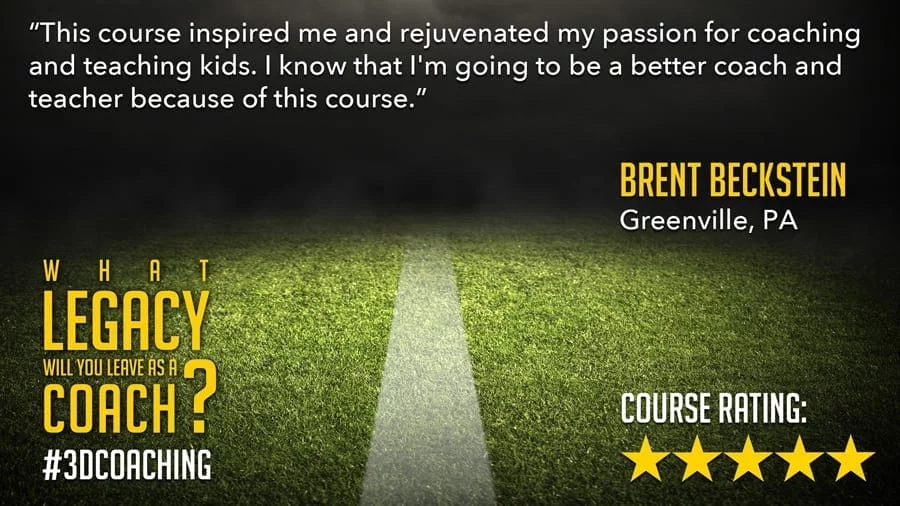 “This course inspired me and rejuvenated my passion for coaching
and teaching kids. I know that I'm going to be a better coach and
teacher because of this course.”
BRENT BECKSTEIN
Greenville, PA
WHAT
LEGACY
WILL YOU LEAVE AS A
COACH?
#3DCOACHING
COURSE RATING: